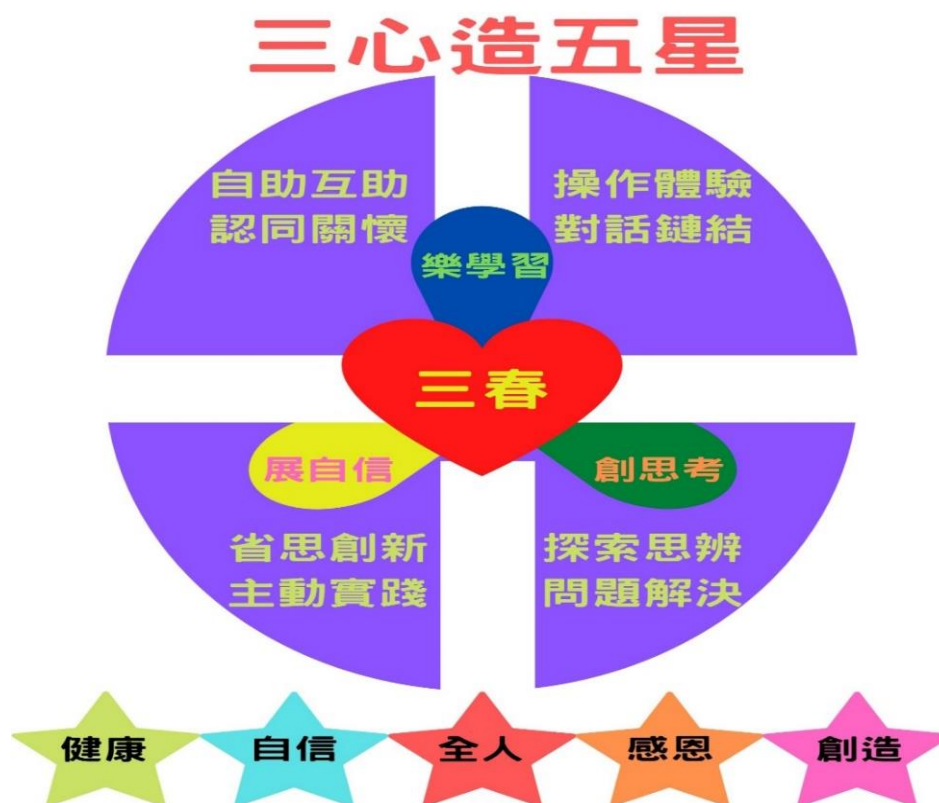 三心造五星
自助互助
認同關懷
操作體驗
對話鏈結
樂學習
三春
展自信
創思考
省思創新
主動實踐
探索思辨
問題解決
健康
自信
全人
感恩
創造